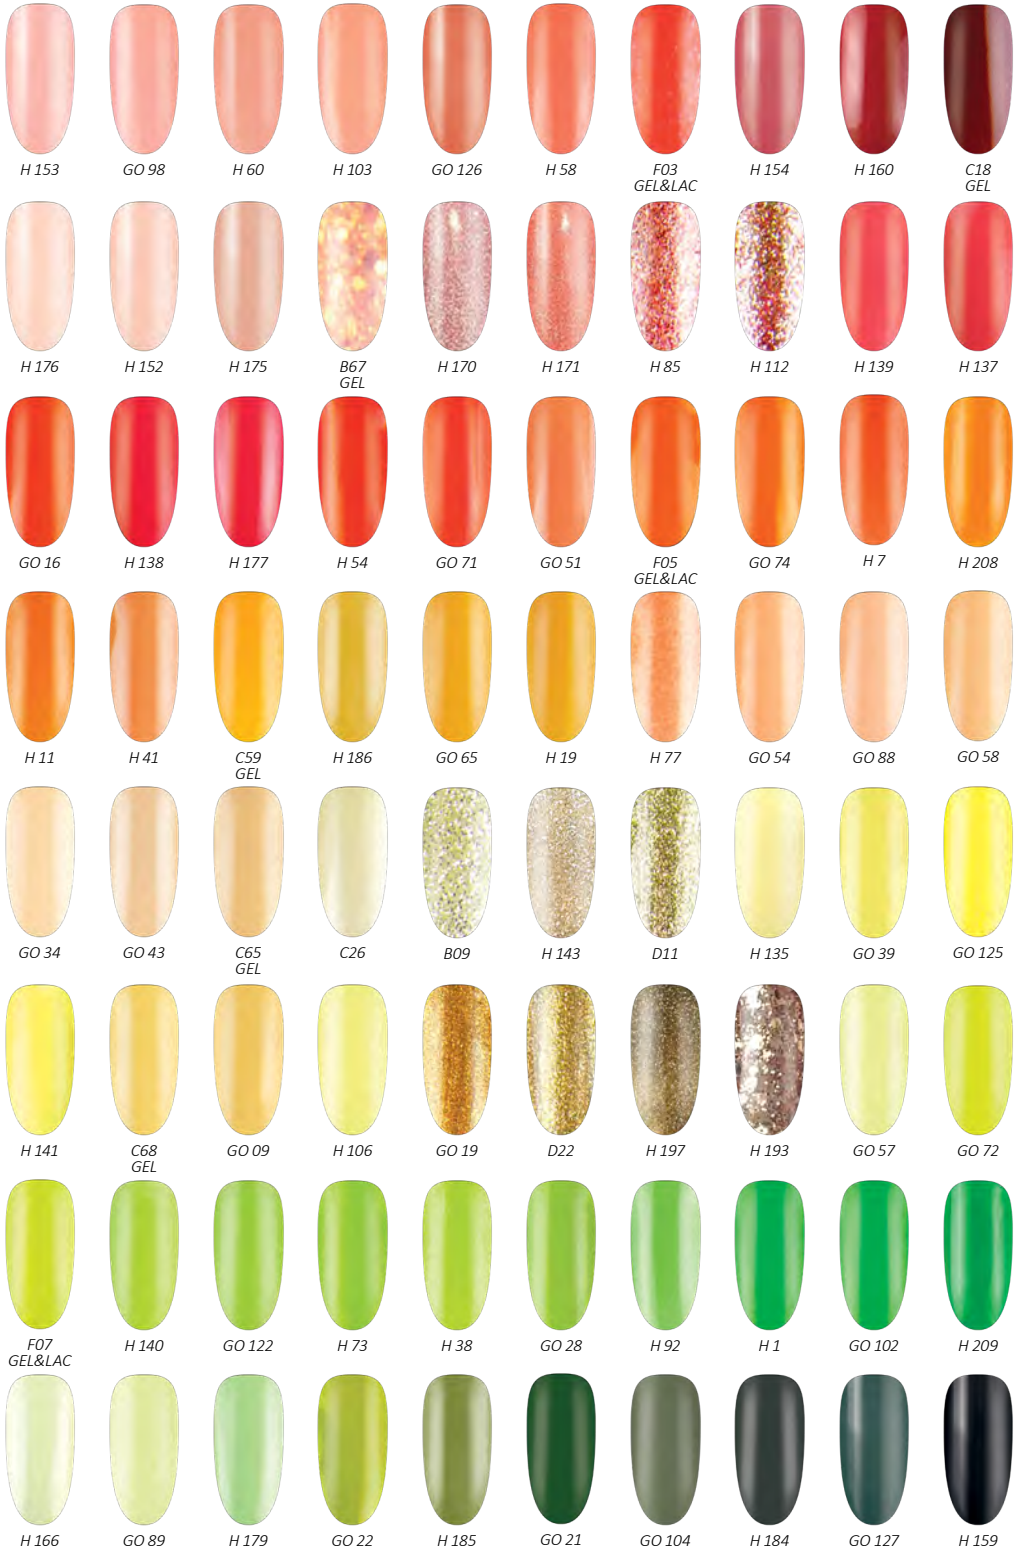 H 153 GO 98 H 60 H 103 GO 126 H 58 F03 H 154 H 160 C18
GEL&LAC GEL
H 176 H 152 H 175 B67 H 170 H 171 H 85 H 112 H 139 H 137
GEL
GO 16 H 138 H 177 H 54 GO 71 GO 51 F05 GO 74 H 7 H 208
GEL&LAC
H 11 H 41 C59 H 186 GO 65 H 19 H 77 GO 54 GO 88 GO 58
GEL
GO 34 GO 43 C65 C26 B09 H 143 D11 H 135 GO 39 GO 125
GEL
H 141 C68 GO 09 H 106 GO 19 D22 H 197 H 193 GO 57 GO 72
GEL
F07 H 140 GO 122 H 73 H 38 GO 28 H 92 H 1 GO 102 H 209
GEL&LAC
H 166 GO 89 H 179 GO 22 H 185 GO 21 GO 104 H 184 GO 127 H 159